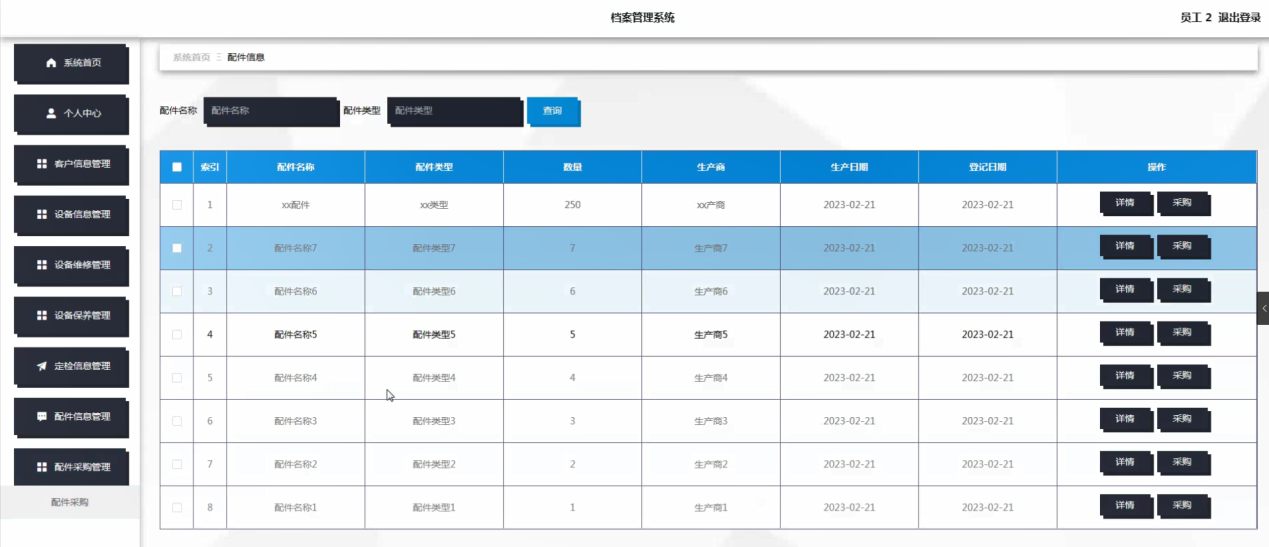 档案管理系统
员工 2 退出登录
系统首页
个人中心
客户信息管理
设备信息管理
设备维修管理
设备保养管理
定检信息管理
配件信息管理
配件采购管理
配件采购
系统首页 Ξ 配件信息
配件名称 配件名称 配件类型 配件类型 查询
索引 配件名称 配件类型 数量 生产商 生产日期 登记日期 操作
1 xx配件 xx类型 250 xx产商 2023-02-21 2023-02-21 详情 采购
2 配件名称7 配件类型7 7 生产商7 2023-02-21 2023-02-21 详情 采购
3 配件名称6 配件类型6 6 生产商6 2023-02-21 2023-02-21 详情 采购
4 配件名称5 配件类型5 5 生产商5 2023-02-21 2023-02-21 详情 采购
5 配件名称4 配件类型4 4 生产商4 2023-02-21 2023-02-21 详情 采购
6 配件名称3 配件类型3 3 生产商3 2023-02-21 2023-02-21 详情 采购
7 配件名称2 配件类型2 2 生产商2 2023-02-21 2023-02-21 详情 采购
8 配件名称1 配件类型1 1 生产商1 2023-02-21 2023-02-21 详情 采购